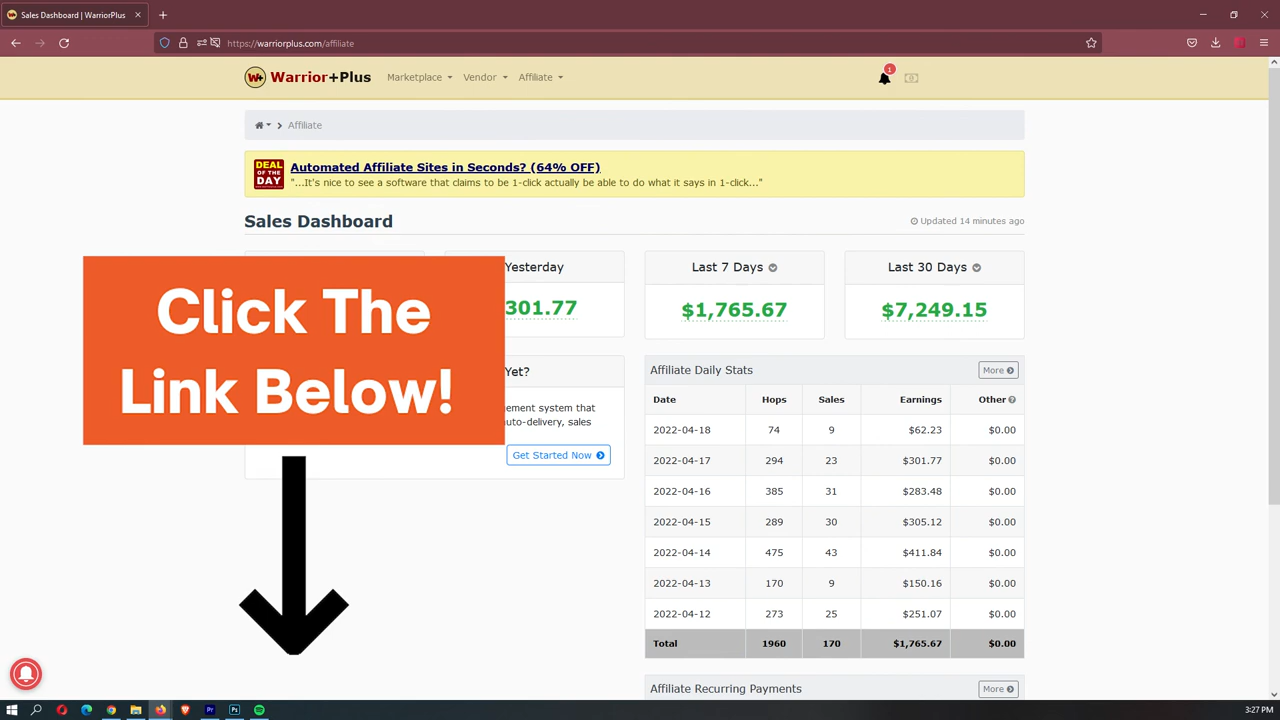 Sales Dashboard | WarriorPlus
https://warriorplus.com/affiliate
W+ Warrior+Plus Marketplace Vendor Affiliate 1
Affiliate
DEAL OF THE DAY
Automated Affiliate Sites in Seconds? (64% OFF)
"...It's nice to see a software that claims to be 1-click actually be able to do what it says in 1-click..."
Sales Dashboard
Updated 14 minutes ago
Yesterday
301.77
Last 7 Days
$1,765.67
Last 30 Days
$7,249.15
Click The
Link Below!
Yet?
ement system that
uto-delivery, sales
Get Started Now
Affiliate Daily Stats More
Date Hops Sales Earnings Other
2022-04-18 74 9 $62.23 $0.00
2022-04-17 294 23 $301.77 $0.00
2022-04-16 385 31 $283.48 $0.00
2022-04-15 289 30 $305.12 $0.00
2022-04-14 475 43 $411.84 $0.00
2022-04-13 170 9 $150.16 $0.00
2022-04-12 273 25 $251.07 $0.00
Total 1960 170 $1,765.67 $0.00
Affiliate Recurring Payments More
Pr Ps 3:27 PM